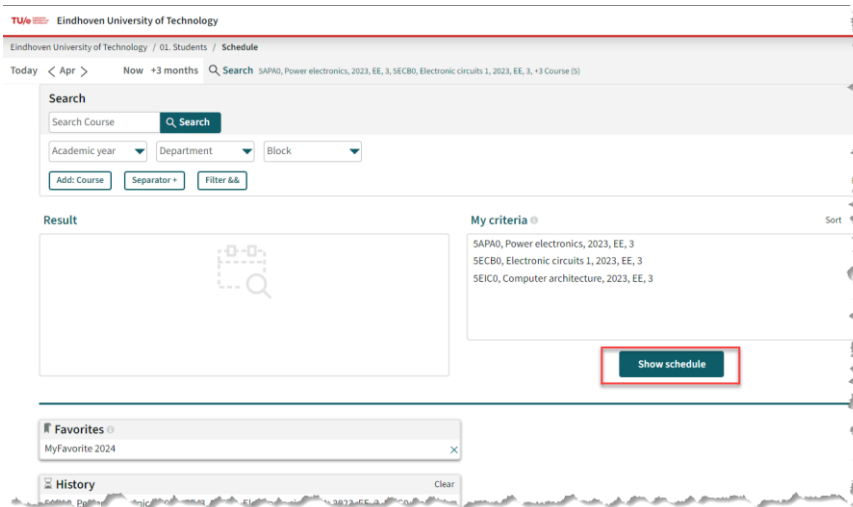 TU/e Eindhoven University of Technology
Eindhoven University of Technology / 01. Students / Schedule
Today < Apr > Now +3 months Search 5APA0, Power electronics, 2023, EE, 3, 5ECB0, Electronic circuits 1, 2023, EE, 3, +3 Course (5)
Search
Search Course Search
Academic year Department Block
Add: Course Separator + Filter &&
Result My criteria Sort
5APA0, Power electronics, 2023, EE, 3
5ECB0, Electronic circuits 1, 2023, EE, 3
5EIC0, Computer architecture, 2023, EE, 3
Show schedule
Favorites
MyFavorite 2024 ×
History Clear